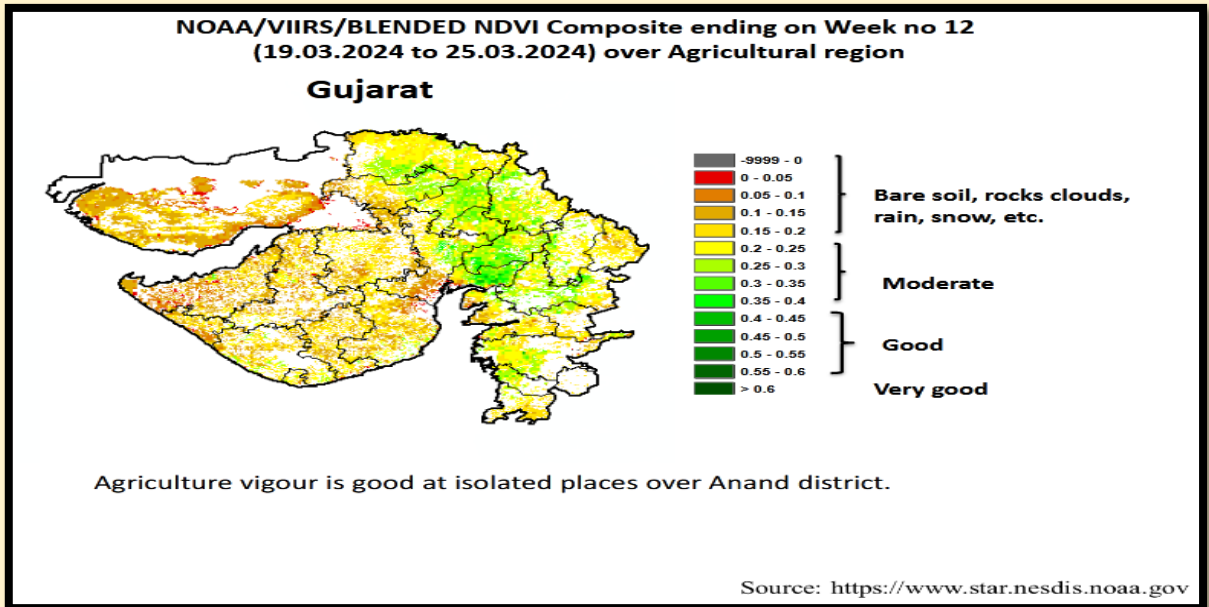 NOAA/VIIRS/BLENDED NDVI Composite ending on Week no 12
(19.03.2024 to 25.03.2024) over Agricultural region
Gujarat
-9999 - 0
0 - 0.05
0.05 - 0.1
0.1 - 0.15
0.15 - 0.2
0.2 - 0.25
0.25 - 0.3
0.3 - 0.35
0.35 - 0.4
0.4 - 0.45
0.45 - 0.5
0.5 - 0.55
0.55 - 0.6
> 0.6
Bare soil, rocks clouds,
rain, snow, etc.
Moderate
Good
Very good
Agriculture vigour is good at isolated places over Anand district.
Source: https://www.star.nesdis.noaa.gov